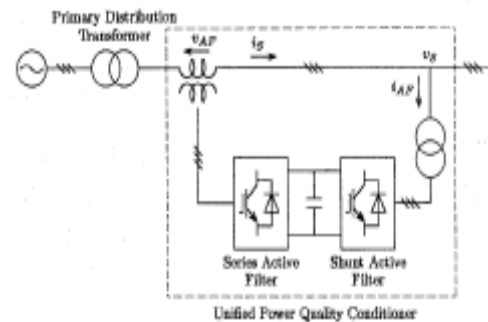 Primary Distribution
Transformer
v_AF
i_S
v_S
i_AF
Series Active
Filter
Shunt Active
Filter
Unified Power Quality Conditioner